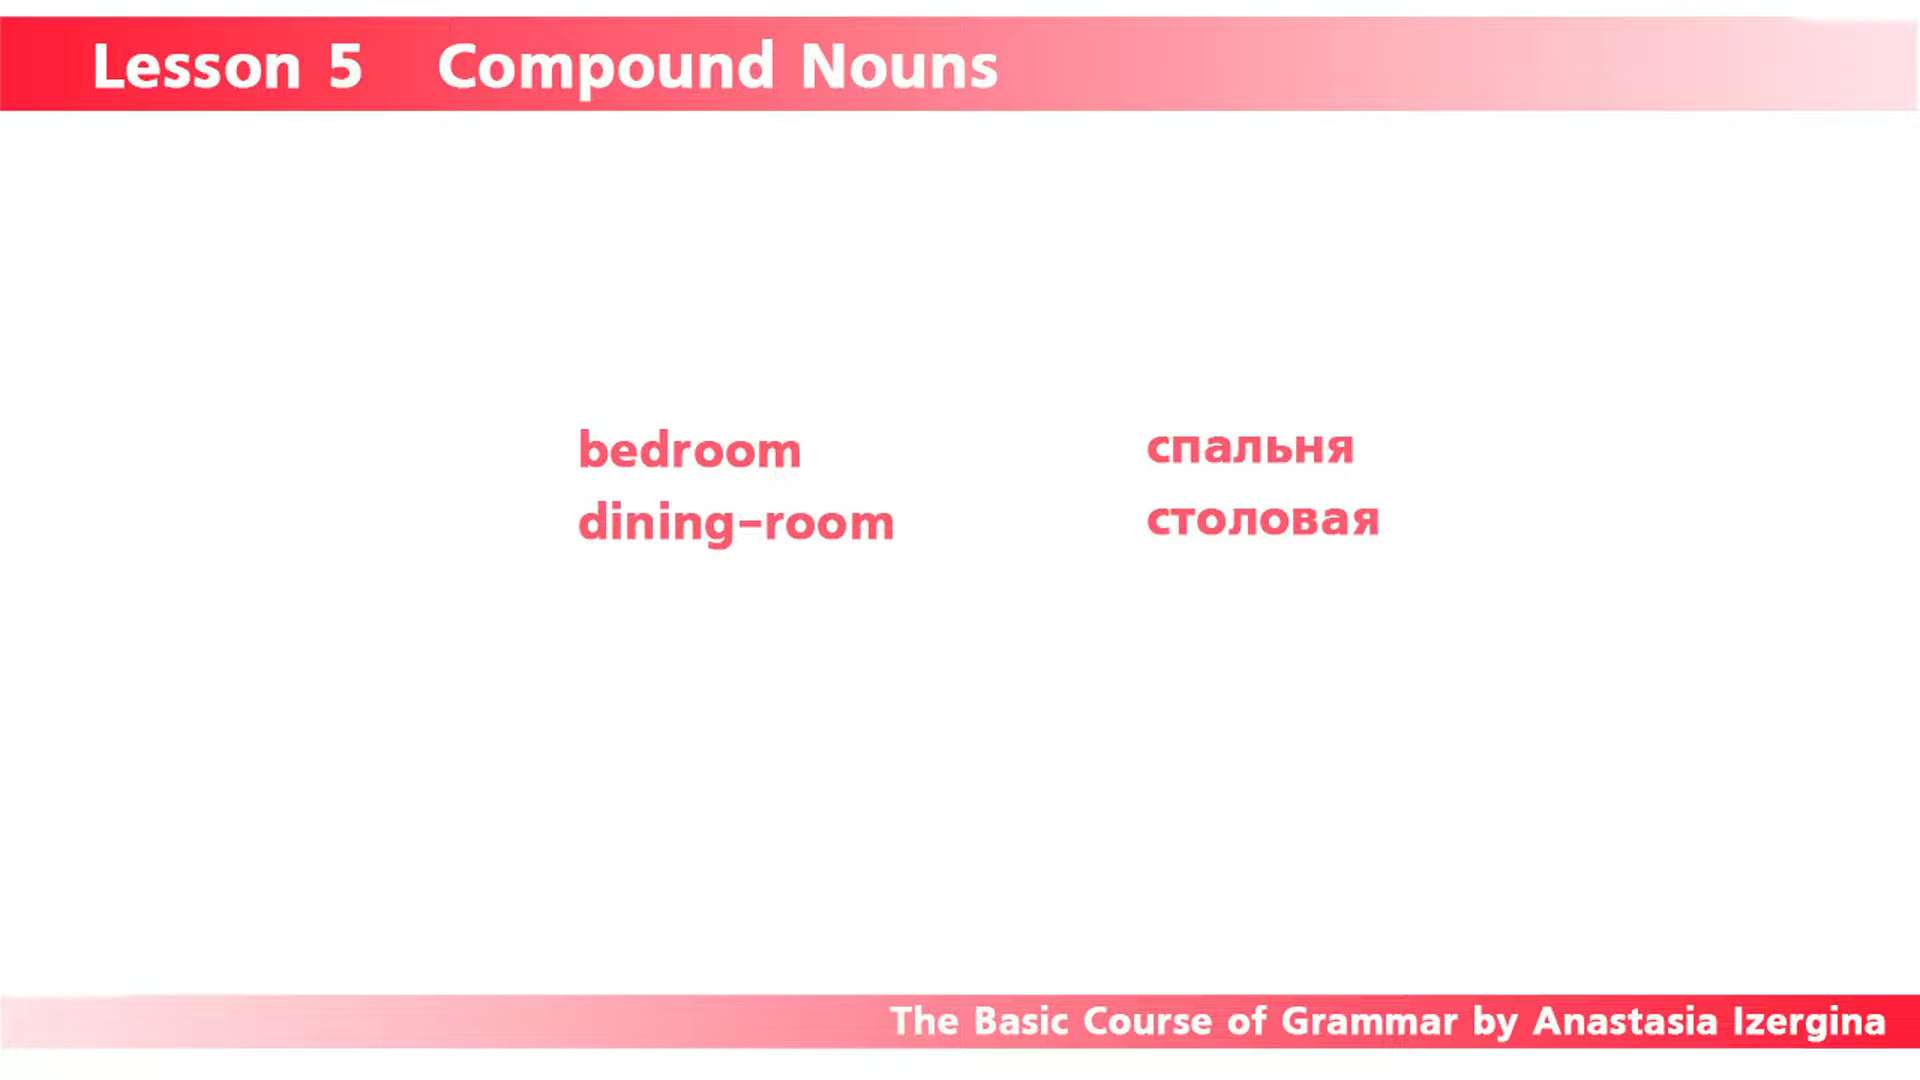 Lesson 5 Compound Nouns
bedroom спальня
dining-room столовая
The Basic Course of Grammar by Anastasia Izergina